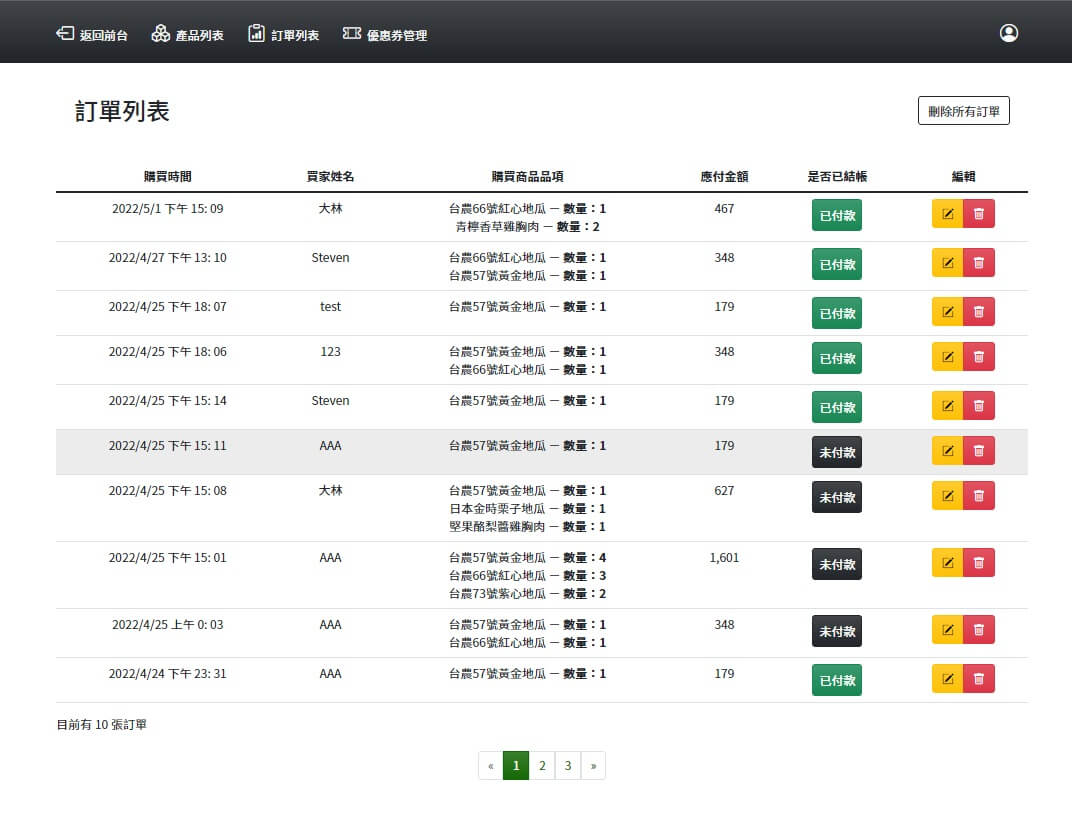 返回前台 產品列表 訂單列表 優惠券管理
訂單列表 刪除所有訂單
購買時間 買家姓名 購買商品品項 應付金額 是否已結帳 編輯
2022/5/1 下午 15: 09 大林 台農66號紅心地瓜 － 數量：1 467 已付款
青檸香草雞胸肉 － 數量：2
2022/4/27 下午 13: 10 Steven 台農66號紅心地瓜 － 數量：1 348 已付款
台農57號黃金地瓜 － 數量：1
2022/4/25 下午 18: 07 test 台農57號黃金地瓜 － 數量：1 179 已付款
2022/4/25 下午 18: 06 123 台農57號黃金地瓜 － 數量：1 348 已付款
台農66號紅心地瓜 － 數量：1
2022/4/25 下午 15: 14 Steven 台農57號黃金地瓜 － 數量：1 179 已付款
2022/4/25 下午 15: 11 AAA 台農57號黃金地瓜 － 數量：1 179 未付款
2022/4/25 下午 15: 08 大林 台農57號黃金地瓜 － 數量：1 627 未付款
日本金時栗子地瓜 － 數量：1
堅果酪梨醬雞胸肉 － 數量：1
2022/4/25 下午 15: 01 AAA 台農57號黃金地瓜 － 數量：4 1,601 未付款
台農66號紅心地瓜 － 數量：3
台農73號紫心地瓜 － 數量：2
2022/4/25 上午 0: 03 AAA 台農57號黃金地瓜 － 數量：1 348 未付款
台農66號紅心地瓜 － 數量：1
2022/4/24 下午 23: 31 AAA 台農57號黃金地瓜 － 數量：1 179 已付款
目前有 10 張訂單
« 1 2 3 »